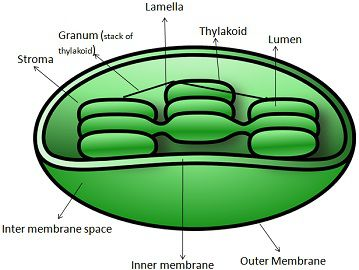 Lamella
Granum (stack of
thylakoid)
Thylakoid
Lumen
Stroma
Inter membrane space
Inner membrane
Outer Membrane